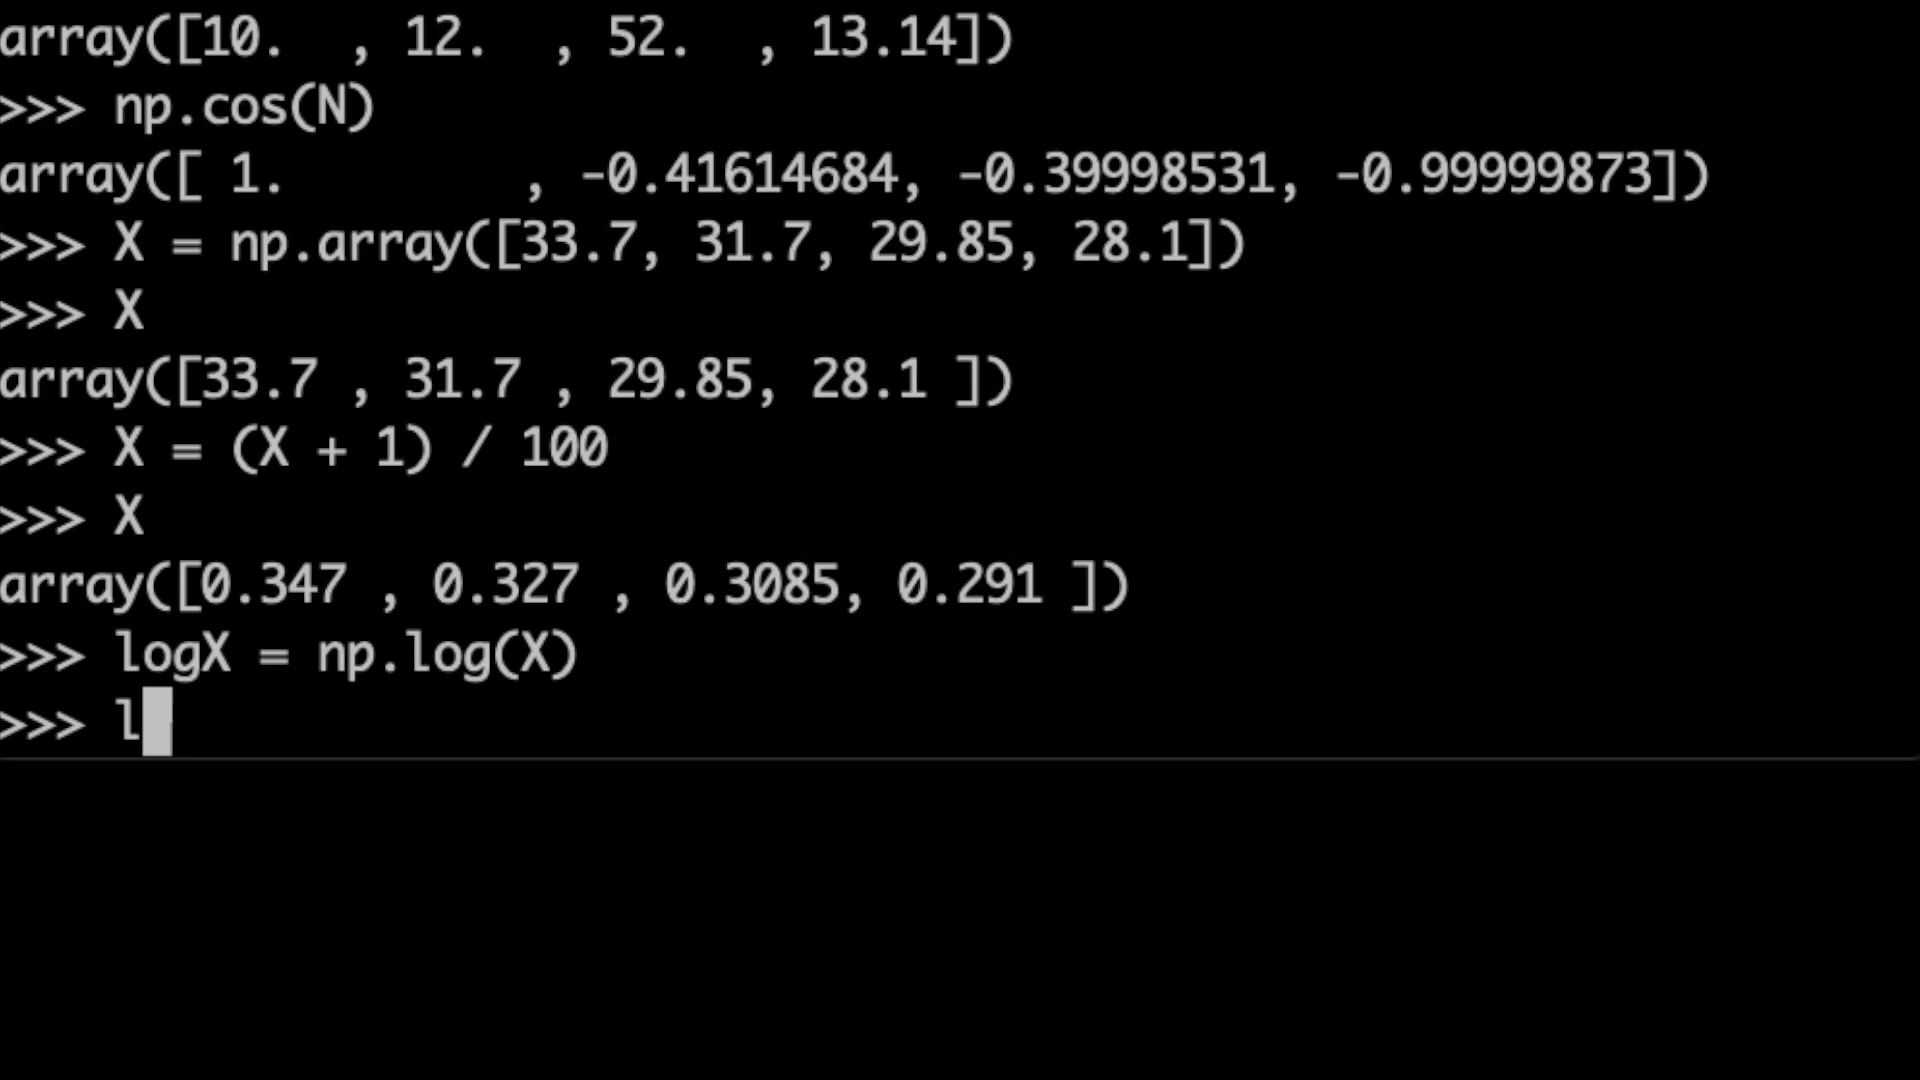 array([10.  , 12.  , 52.  , 13.14])
>>> np.cos(N)
array([ 1.        , -0.41614684, -0.39998531, -0.99999873])
>>> X = np.array([33.7, 31.7, 29.85, 28.1])
>>> X
array([33.7 , 31.7 , 29.85, 28.1 ])
>>> X = (X + 1) / 100
>>> X
array([0.347 , 0.327 , 0.3085, 0.291 ])
>>> logX = np.log(X)
>>> l